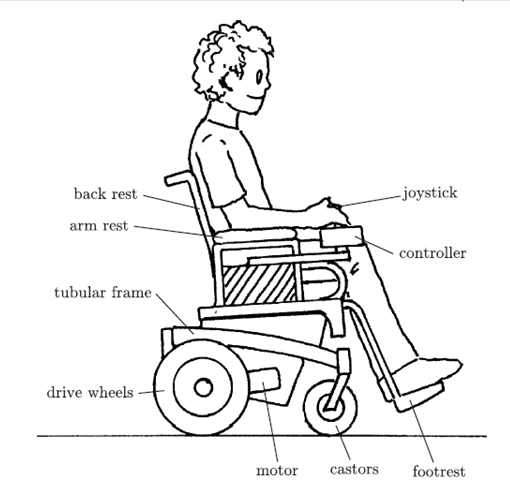 back rest
joystick
arm rest
controller
tubular frame
drive wheels
motor
castors
footrest